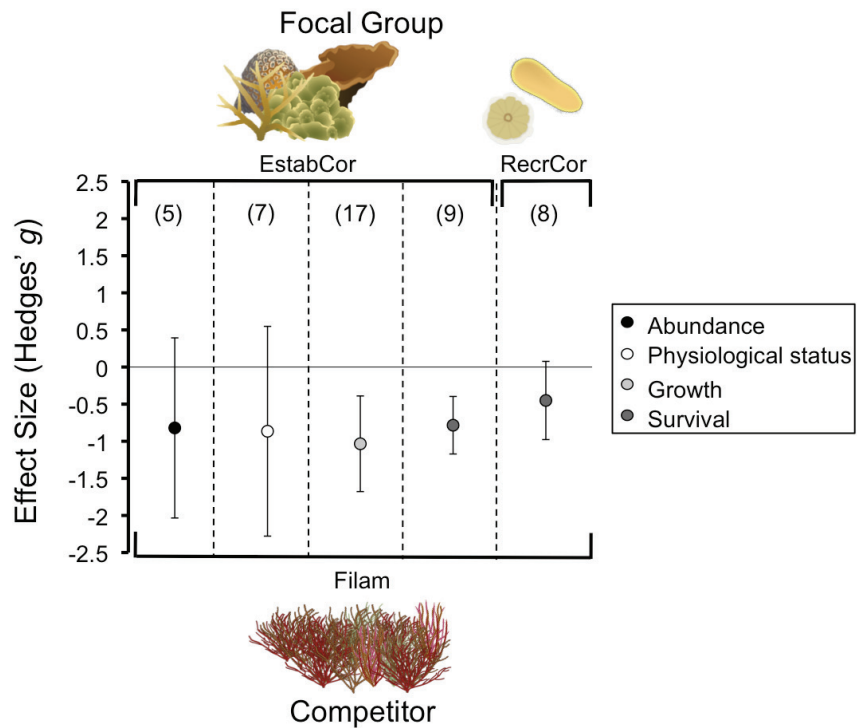 Focal Group
EstabCor
RecrCor
2.5
2
1.5
1
0.5
0
-0.5
-1
-1.5
-2
-2.5
Effect Size (Hedges' g)
(5)
(7)
(17)
(9)
(8)
Abundance
Physiological status
Growth
Survival
Filam
Competitor